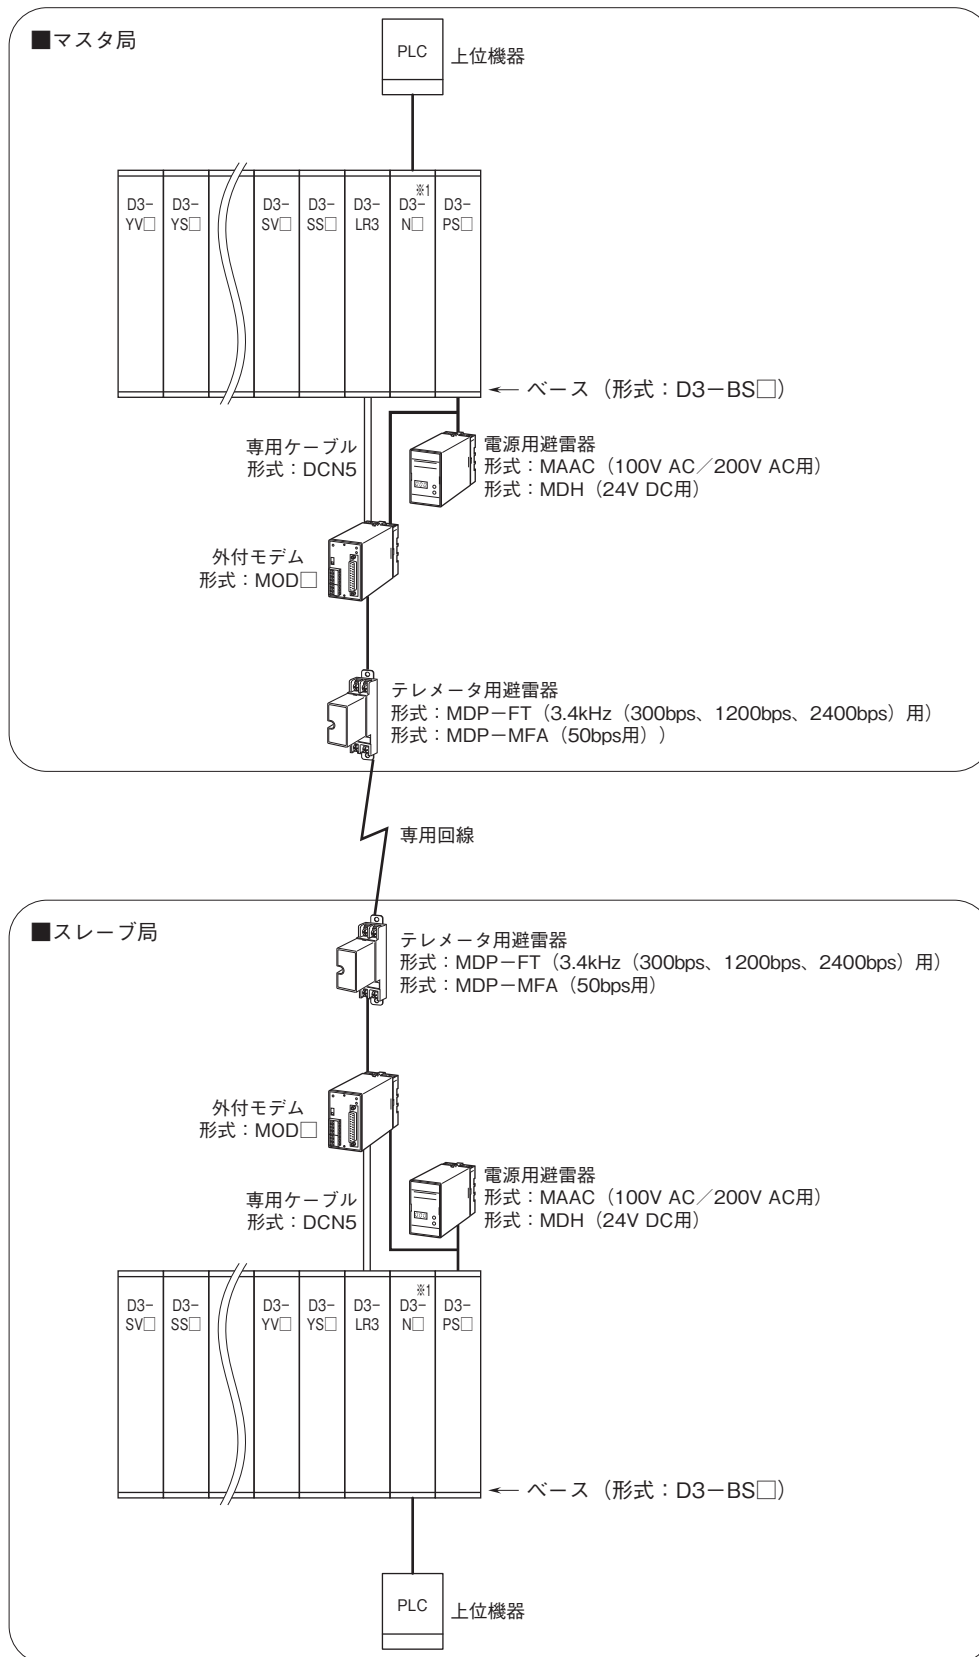 ■マスタ局
PLC
上位機器
D3-
YV□
D3-
YS□
D3-
SV□
D3-
SS□
D3-
LR3
※1
D3-
N□
D3-
PS□
← ベース（形式：D3－BS□）
専用ケーブル
形式：DCN5
電源用避雷器
形式：MAAC（100V AC／200V AC用）
形式：MDH（24V DC用）
外付モデム
形式：MOD□
テレメータ用避雷器
形式：MDP－FT（3.4kHz（300bps、1200bps、2400bps）用）
形式：MDP－MFA（50bps用））
専用回線
■スレーブ局
テレメータ用避雷器
形式：MDP－FT（3.4kHz（300bps、1200bps、2400bps）用）
形式：MDP－MFA（50bps用）
外付モデム
形式：MOD□
電源用避雷器
形式：MAAC（100V AC／200V AC用）
形式：MDH（24V DC用）
専用ケーブル
形式：DCN5
D3-
SV□
D3-
SS□
D3-
YV□
D3-
YS□
D3-
LR3
※1
D3-
N□
D3-
PS□
← ベース（形式：D3－BS□）
PLC
上位機器